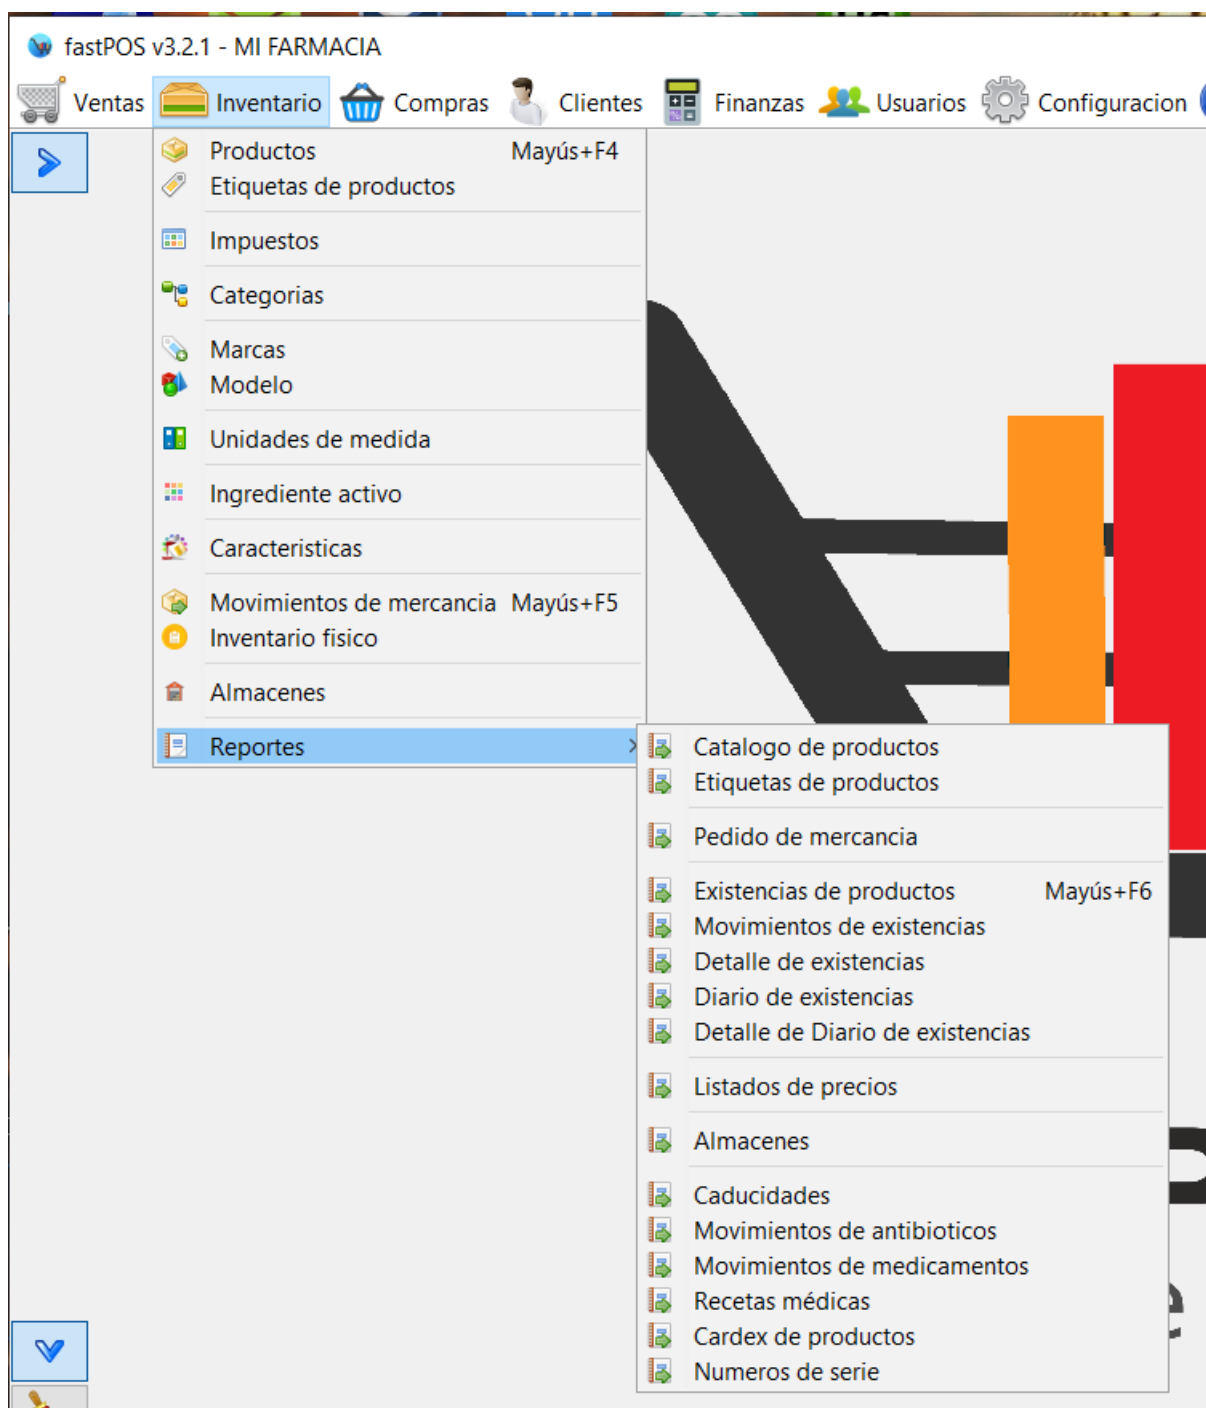 fastPOS v3.2.1 - MI FARMACIA
Ventas Inventario Compras Clientes Finanzas Usuarios Configuracion
Productos Mayús+F4
Etiquetas de productos
Impuestos
Categorias
Marcas
Modelo
Unidades de medida
Ingrediente activo
Caracteristicas
Movimientos de mercancia Mayús+F5
Inventario fisico
Almacenes
Reportes
Catalogo de productos
Etiquetas de productos
Pedido de mercancia
Existencias de productos Mayús+F6
Movimientos de existencias
Detalle de existencias
Diario de existencias
Detalle de Diario de existencias
Listados de precios
Almacenes
Caducidades
Movimientos de antibioticos
Movimientos de medicamentos
Recetas médicas
Cardex de productos
Numeros de serie